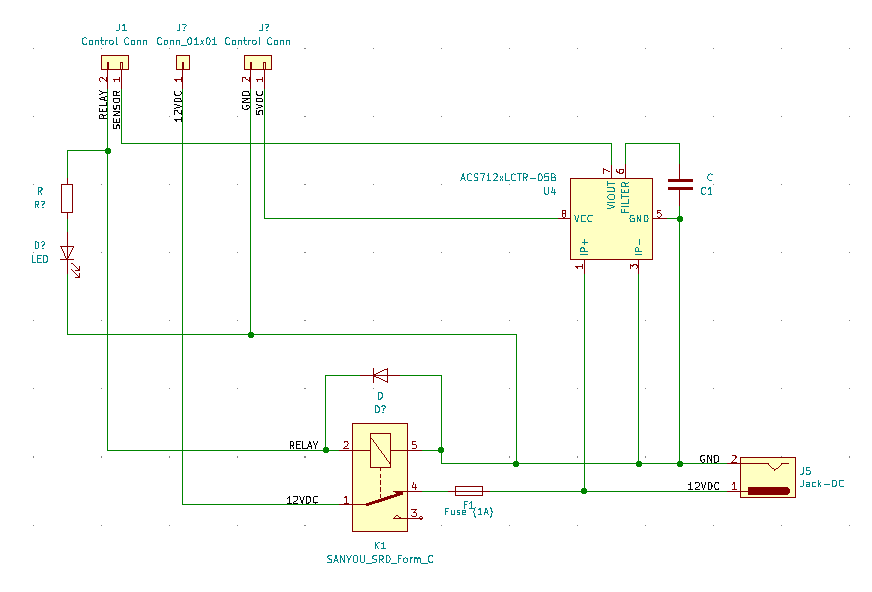 J1
Control Conn
J?
Conn_01x01
J?
Control Conn
RELAY 2
SENSOR 1
12VDC 1
GND 2
5VDC 1
R
R?
D?
LED
ACS712xLCTR-05B
U4
7
6
VIOUT
FILTER
8
VCC
GND
5
IP+
IP-
1
3
C
C1
D
D?
RELAY
2
5
12VDC
1
4
3
F1
Fuse (1A)
K1
SANYOU_SRD_Form_C
GND
2
12VDC
1
J5
Jack-DC